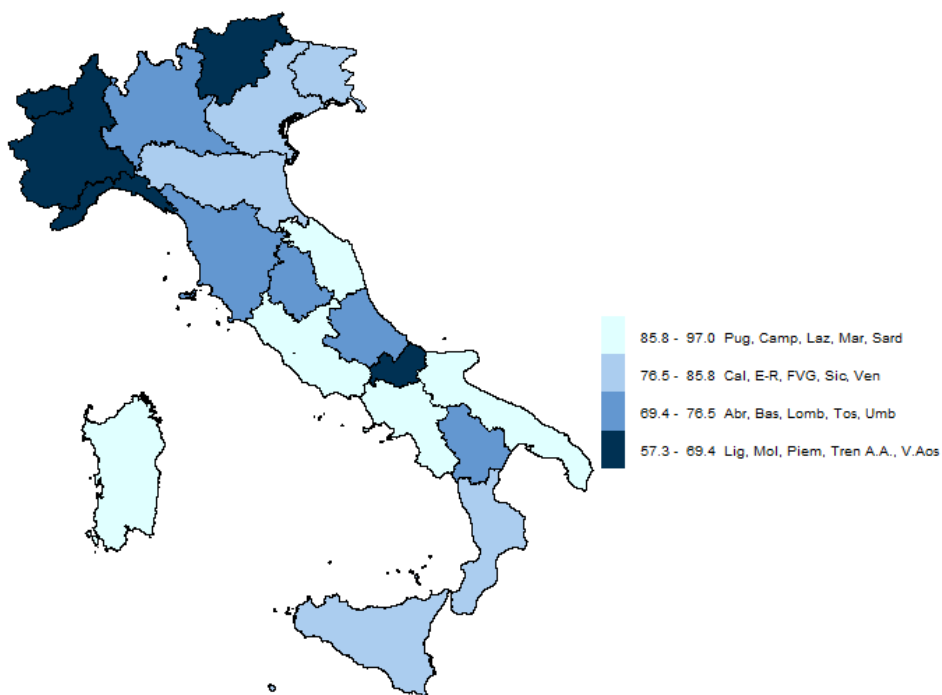 85.8 - 97.0 Pug, Camp, Laz, Mar, Sard
76.5 - 85.8 Cal, E-R, FVG, Sic, Ven
69.4 - 76.5 Abr, Bas, Lomb, Tos, Umb
57.3 - 69.4 Lig, Mol, Piem, Tren A.A., V.Aos